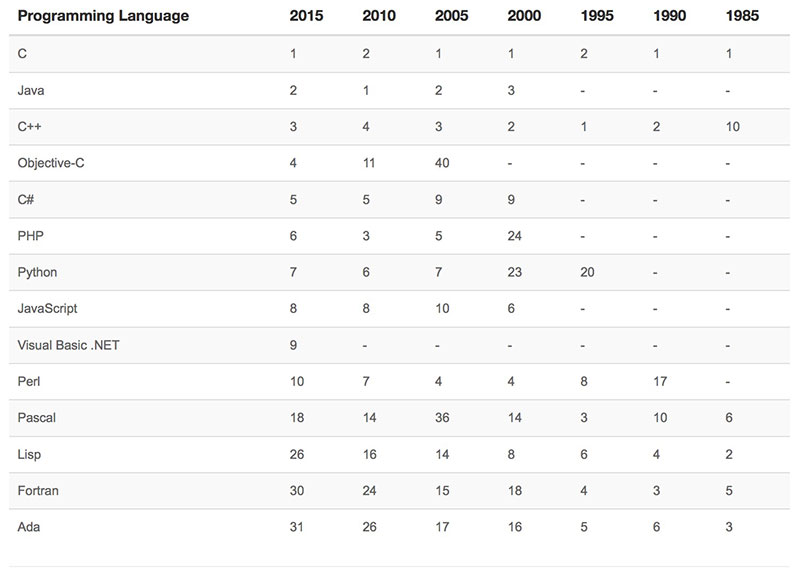 Programming Language 2015 2010 2005 2000 1995 1990 1985
C 1 2 1 1 2 1 1
Java 2 1 2 3 - - -
C++ 3 4 3 2 1 2 10
Objective-C 4 11 40 - - - -
C# 5 5 9 9 - - -
PHP 6 3 5 24 - - -
Python 7 6 7 23 20 - -
JavaScript 8 8 10 6 - - -
Visual Basic .NET 9 - - - - - -
Perl 10 7 4 4 8 17 -
Pascal 18 14 36 14 3 10 6
Lisp 26 16 14 8 6 4 2
Fortran 30 24 15 18 4 3 5
Ada 31 26 17 16 5 6 3